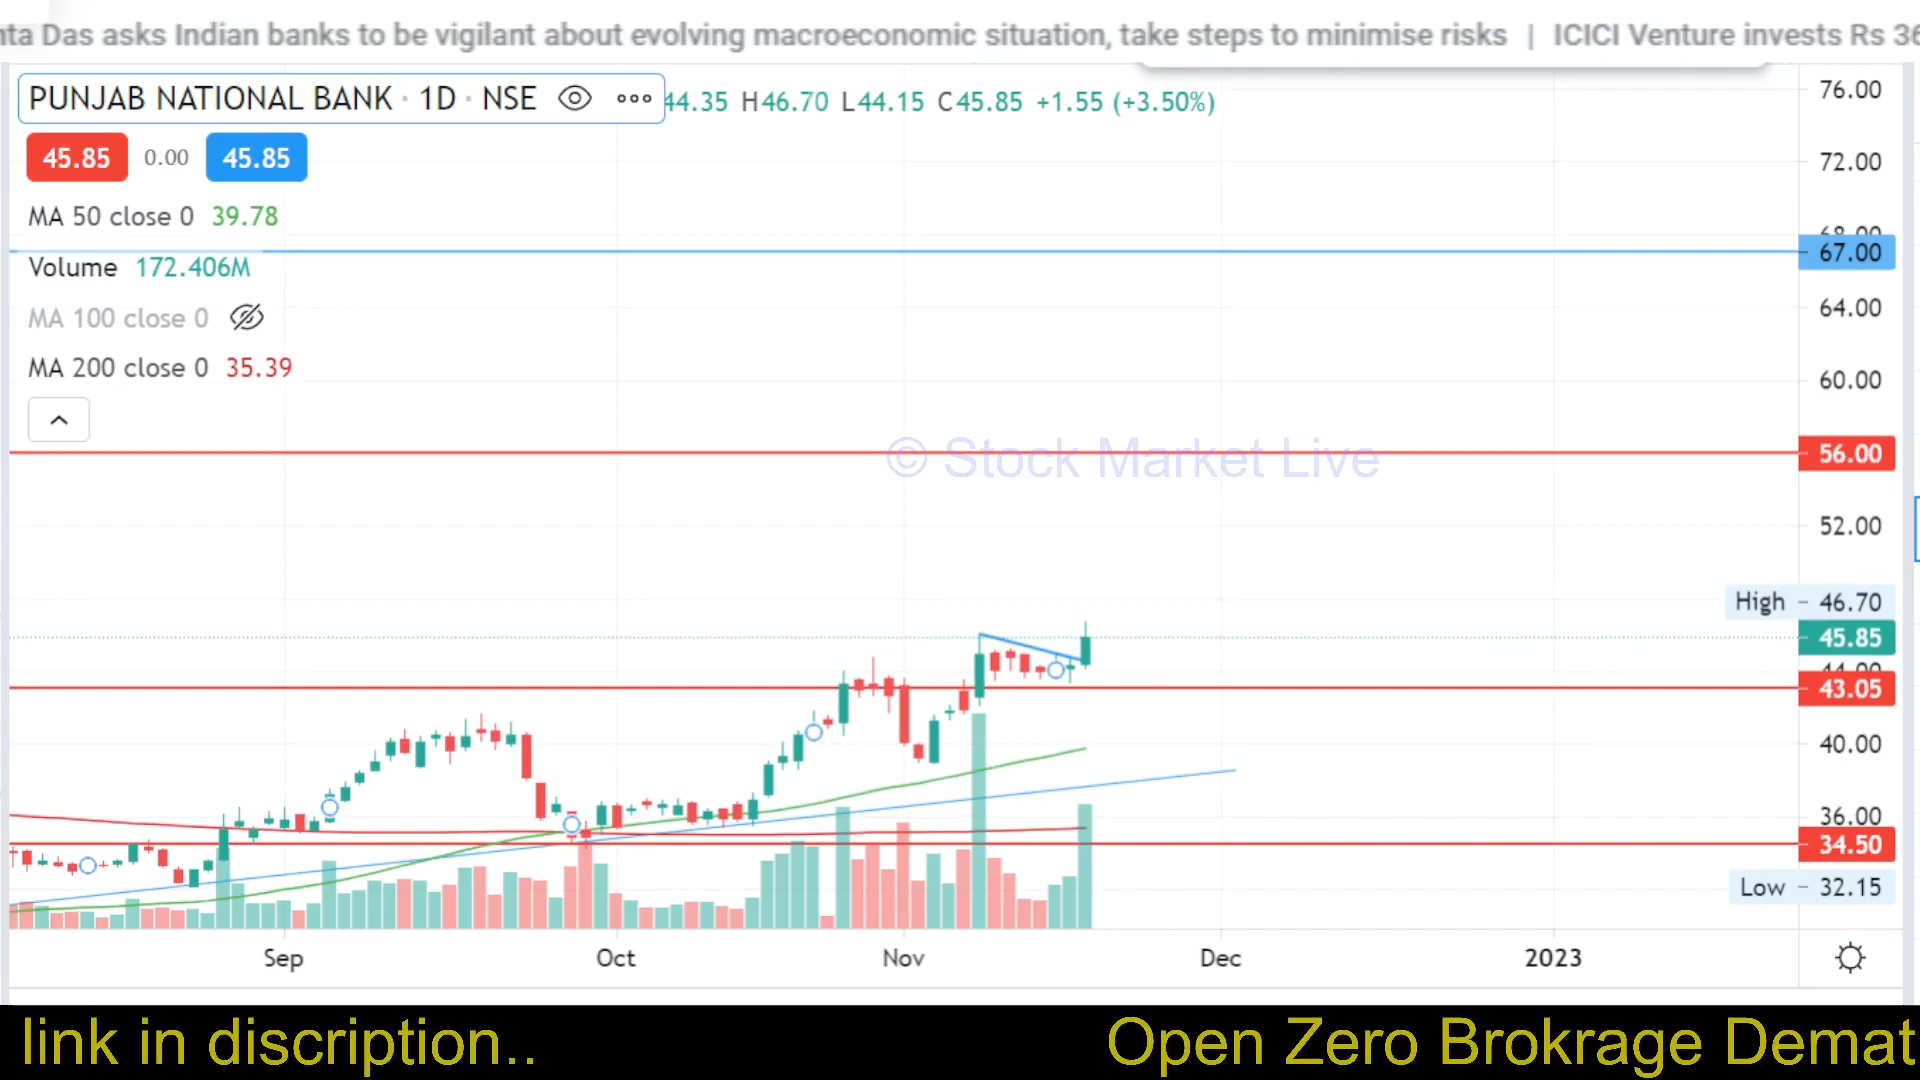 nta Das asks Indian banks to be vigilant about evolving macroeconomic situation, take steps to minimise risks | ICICI Venture invests Rs 36
PUNJAB NATIONAL BANK · 1D · NSE 44.35 H46.70 L44.15 C45.85 +1.55 (+3.50%)
45.85 0.00 45.85
MA 50 close 0 39.78
Volume 172.406M
MA 100 close 0
MA 200 close 0 35.39
76.00
72.00
68.00
67.00
64.00
60.00
© Stock Market Live
56.00
52.00
High - 46.70
45.85
44.00
43.05
40.00
36.00
34.50
Low - 32.15
Sep Oct Nov Dec 2023
link in discription.. Open Zero Brokrage Demat